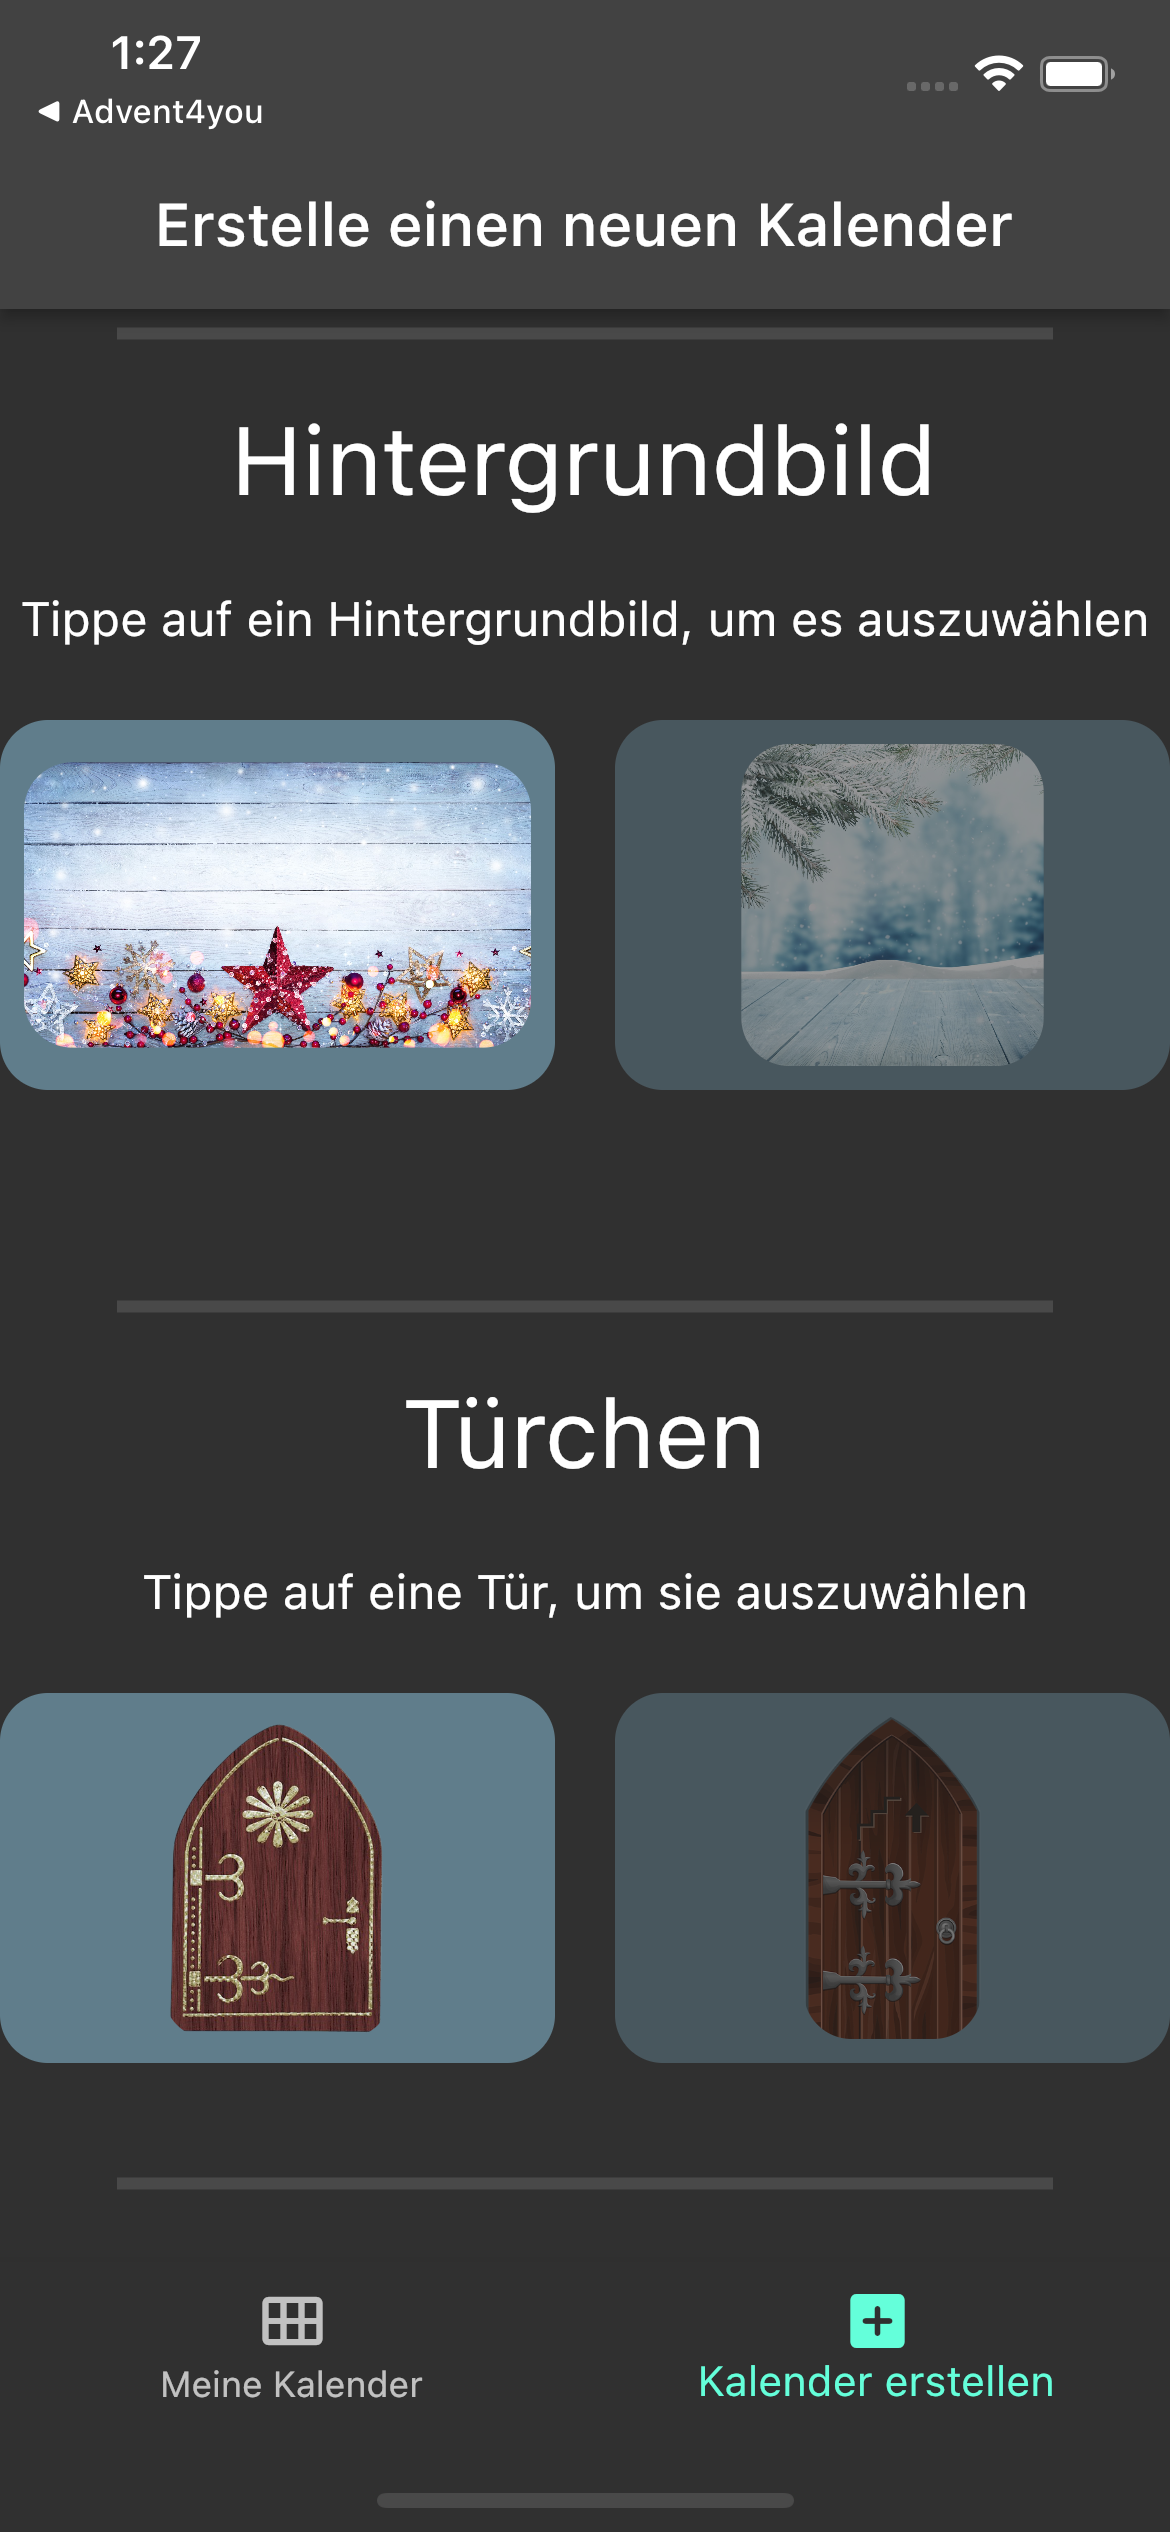 1:27
◀ Advent4you
Erstelle einen neuen Kalender
Hintergrundbild
Tippe auf ein Hintergrundbild, um es auszuwählen
Türchen
Tippe auf eine Tür, um sie auszuwählen
Meine Kalender
Kalender erstellen